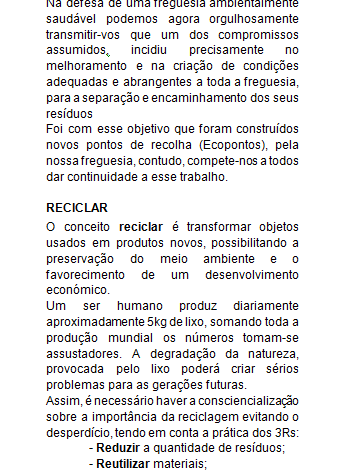 Na defesa de uma freguesia ambientalmente
saudável podemos agora orgulhosamente
transmitir-vos que um dos compromissos
assumidos, incidiu precisamente no
melhoramento e na criação de condições
adequadas e abrangentes a toda a freguesia,
para a separação e encaminhamento dos seus
resíduos
Foi com esse objetivo que foram construídos
novos pontos de recolha (Ecopontos), pela
nossa freguesia, contudo, compete-nos a todos
dar continuidade a esse trabalho.
RECICLAR
O conceito reciclar é transformar objetos
usados em produtos novos, possibilitando a
preservação do meio ambiente e o
favorecimento de um desenvolvimento
económico.
Um ser humano produz diariamente
aproximadamente 5kg de lixo, somando toda a
produção mundial os números tornam-se
assustadores. A degradação da natureza,
provocada pelo lixo poderá criar sérios
problemas para as gerações futuras.
Assim, é necessário haver a consciencialização
sobre a importância da reciclagem evitando o
desperdício, tendo em conta a prática dos 3Rs:
- Reduzir a quantidade de resíduos;
- Reutilizar materiais;